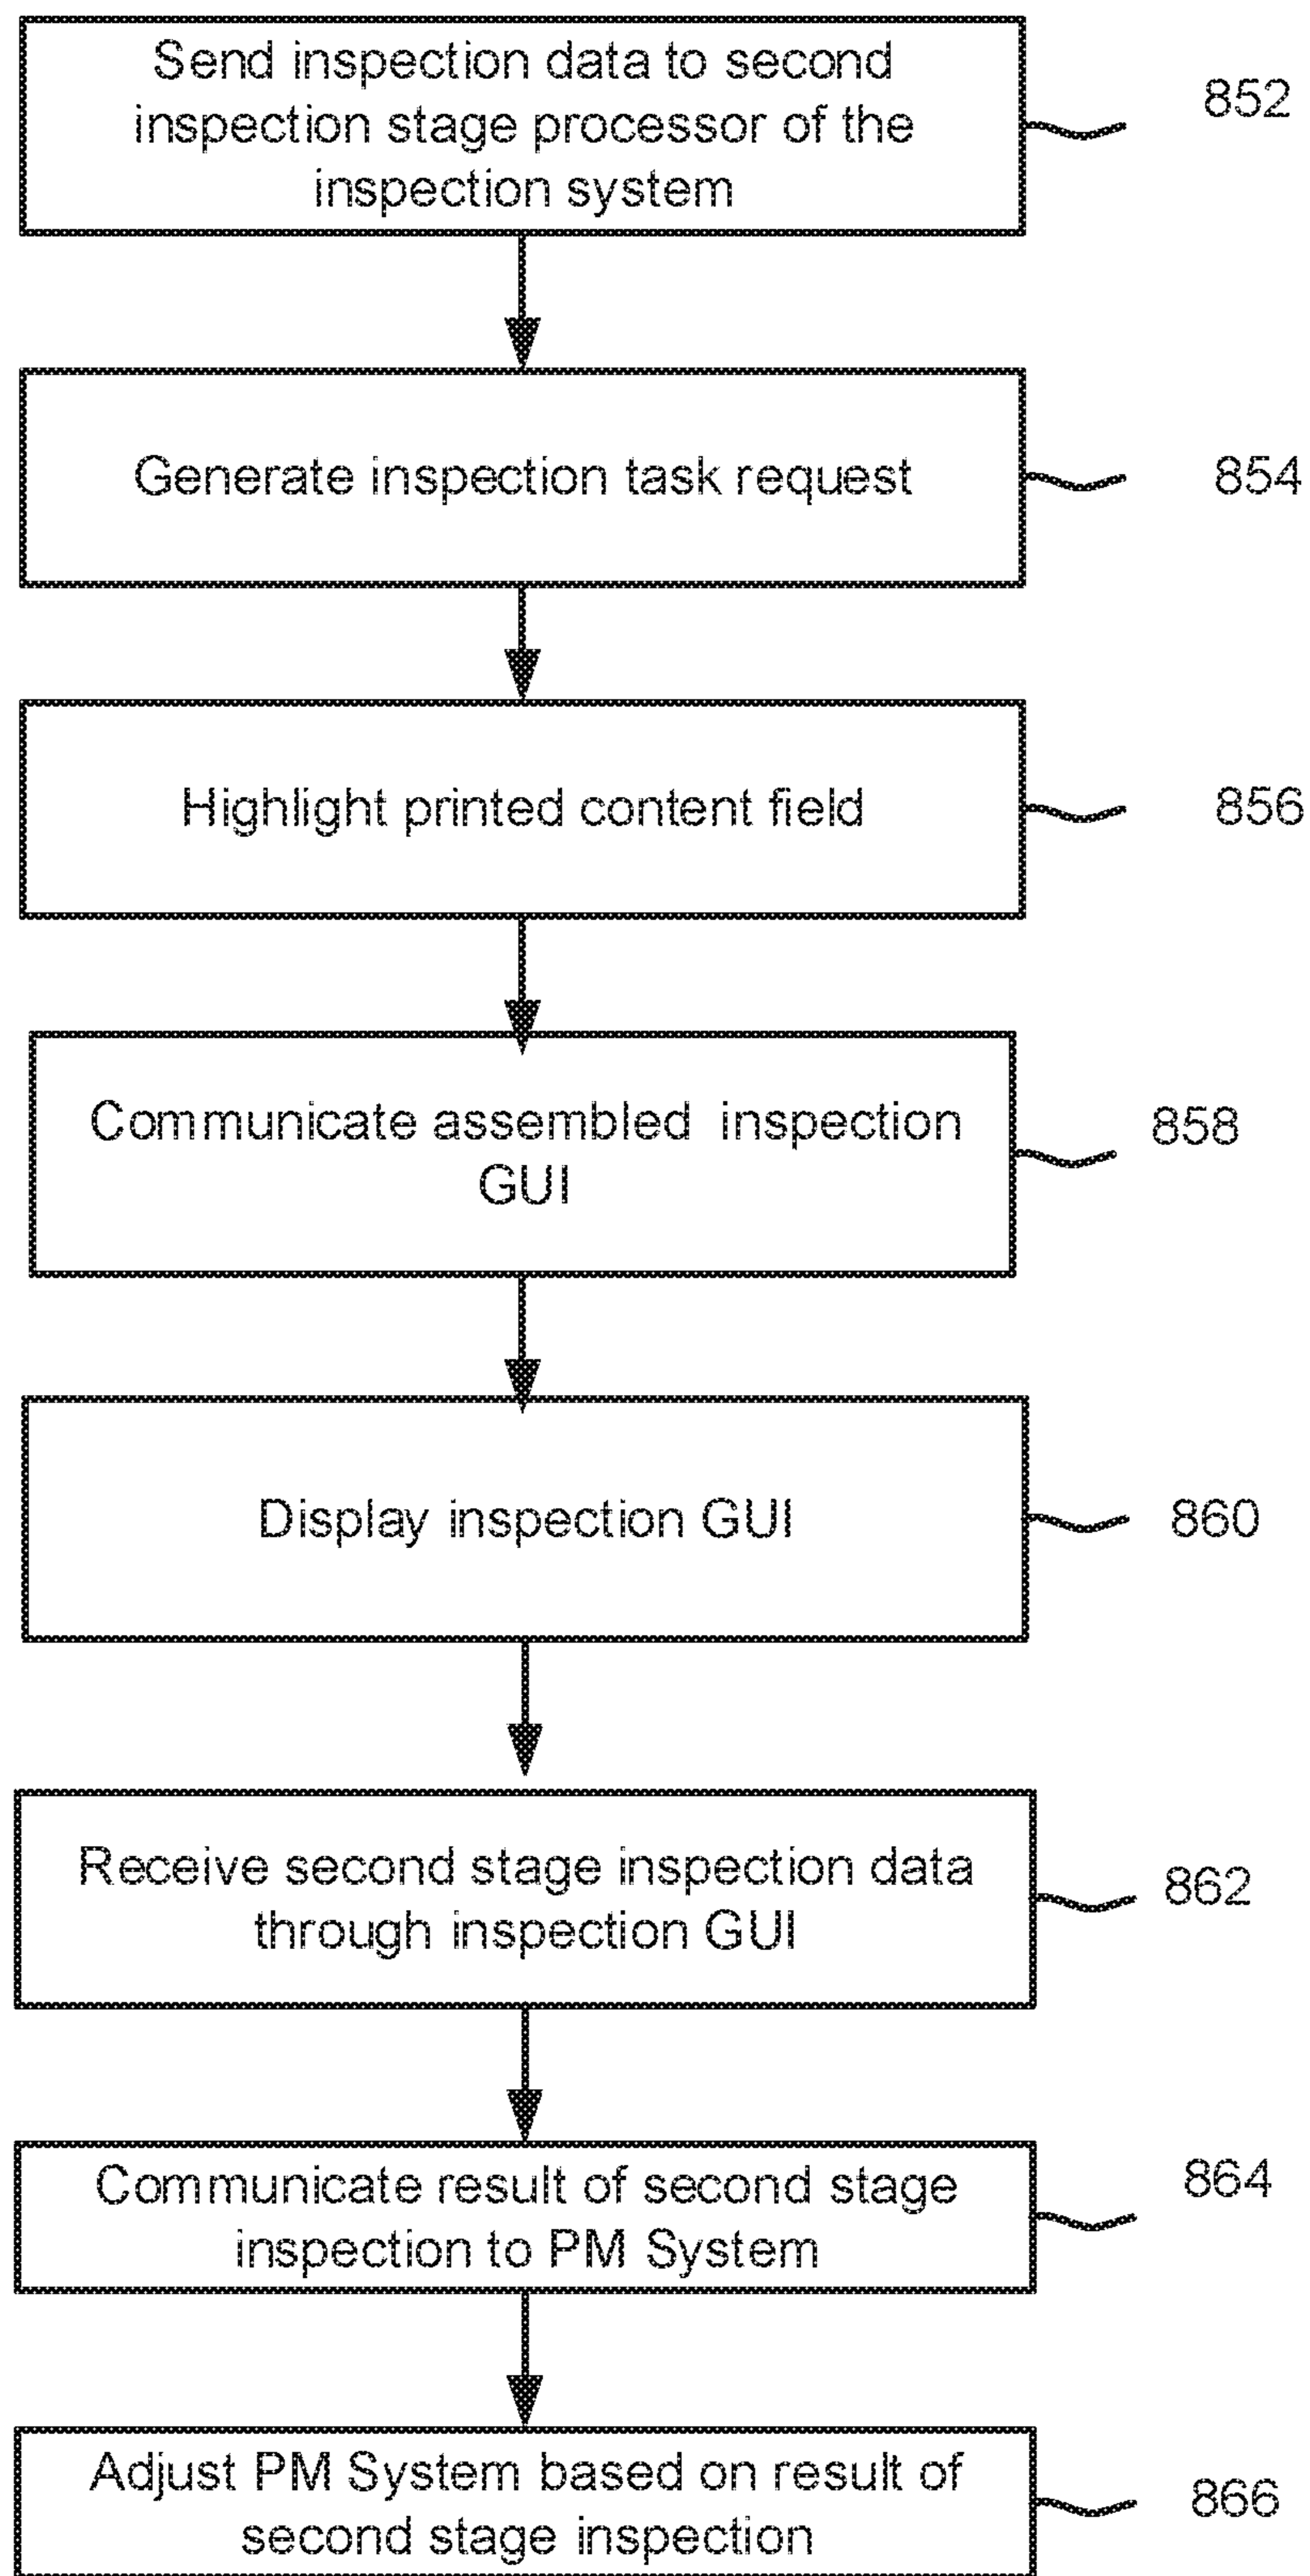 Send inspection data to second
inspection stage processor of the
inspection system
852
Generate inspection task request
854
Highlight printed content field
856
Communicate assembled inspection
GUI
858
Display inspection GUI
860
Receive second stage inspection data
through inspection GUI
862
Communicate result of second stage
inspection to PM System
864
Adjust PM System based on result of
second stage inspection
866